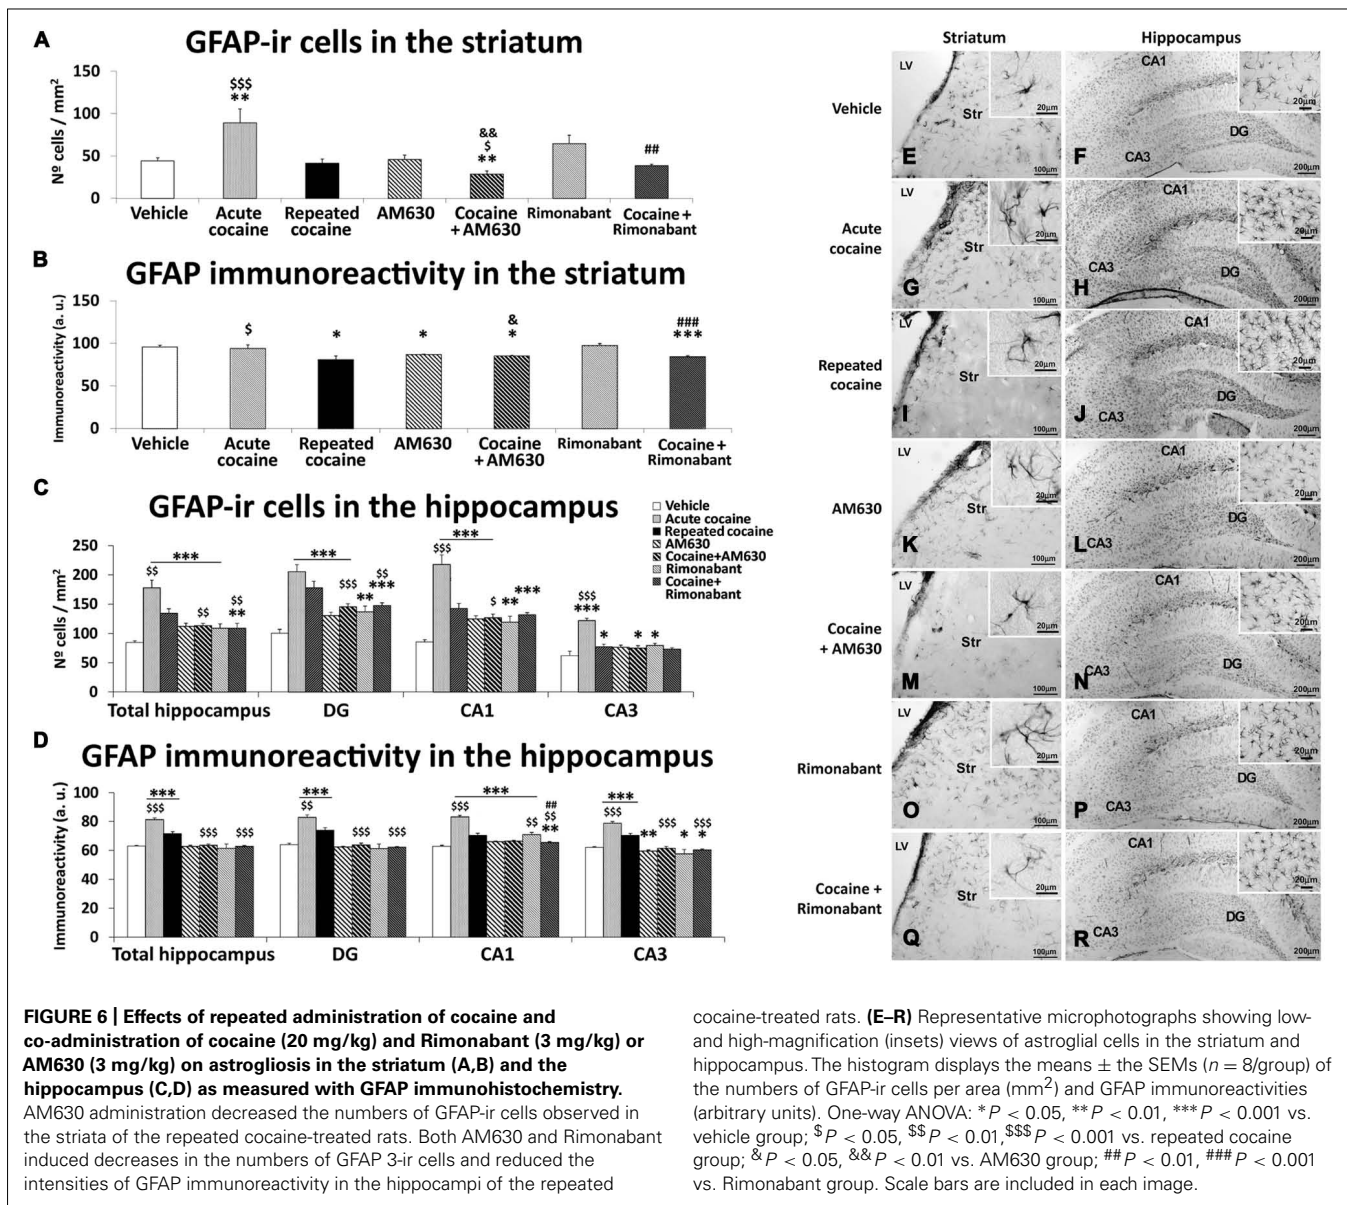 A
GFAP-ir cells in the striatum
Nº cells / mm²
150
100
50
0
$$$
**
&&
$
**
##
Vehicle
Acute cocaine
Repeated cocaine
AM630
Cocaine +AM630
Rimonabant
Cocaine + Rimonabant
B
GFAP immunoreactivity in the striatum
Immunoreactivity (a. u.)
150
100
50
0
$
*
*
&
*
###
***
Vehicle
Acute cocaine
Repeated cocaine
AM630
Cocaine +AM630
Rimonabant
Cocaine + Rimonabant
C
GFAP-ir cells in the hippocampus
Vehicle
Acute cocaine
Repeated cocaine
AM630
Cocaine+AM630
Rimonabant
Cocaine+
Rimonabant
Nº cells / mm²
250
200
150
100
50
0
***
$$
$$
$$
**
***
$$$
**
$$
***
***
$$$
$
**
***
$$$
***
*
*
*
Total hippocampus
DG
CA1
CA3
D
GFAP immunoreactivity in the hippocampus
Immunoreactivity (a. u.)
100
80
60
40
20
0
***
$$$
$$$
$$$
***
$$
$$$
$$$
***
$$$
$$
##
$$
**
***
$$$
**
$$$
*
$$$
*
Total hippocampus
DG
CA1
CA3
Striatum
Hippocampus
Vehicle
LV
Str
20µm
E
100µm
CA1
20µm
DG
CA3
F
200µm
Acute
cocaine
LV
Str
20µm
G
100µm
CA1
20µm
DG
CA3
H
200µm
Repeated
cocaine
LV
Str
20µm
I
100µm
CA1
20µm
DG
CA3
J
200µm
AM630
LV
Str
20µm
K
100µm
CA1
20µm
DG
CA3
L
200µm
Cocaine
+ AM630
LV
Str
20µm
M
100µm
CA1
20µm
DG
CA3
N
200µm
Rimonabant
LV
Str
20µm
O
100µm
CA1
20µm
DG
CA3
P
200µm
Cocaine +
Rimonabant
LV
Str
20µm
Q
100µm
CA1
20µm
DG
CA3
R
200µm
FIGURE 6 | Effects of repeated administration of cocaine and
co-administration of cocaine (20 mg/kg) and Rimonabant (3 mg/kg) or
AM630 (3 mg/kg) on astrogliosis in the striatum (A,B) and the
hippocampus (C,D) as measured with GFAP immunohistochemistry.
AM630 administration decreased the numbers of GFAP-ir cells observed in
the striata of the repeated cocaine-treated rats. Both AM630 and Rimonabant
induced decreases in the numbers of GFAP 3-ir cells and reduced the
intensities of GFAP immunoreactivity in the hippocampi of the repeated
cocaine-treated rats. (E–R) Representative microphotographs showing low-
and high-magnification (insets) views of astroglial cells in the striatum and
hippocampus. The histogram displays the means ± the SEMs (n = 8/group) of
the numbers of GFAP-ir cells per area (mm²) and GFAP immunoreactivities
(arbitrary units). One-way ANOVA: *P < 0.05, **P < 0.01, ***P < 0.001 vs.
vehicle group; $P < 0.05, $$P < 0.01,$$$P < 0.001 vs. repeated cocaine
group; &P < 0.05, &&P < 0.01 vs. AM630 group; ##P < 0.01, ###P < 0.001
vs. Rimonabant group. Scale bars are included in each image.